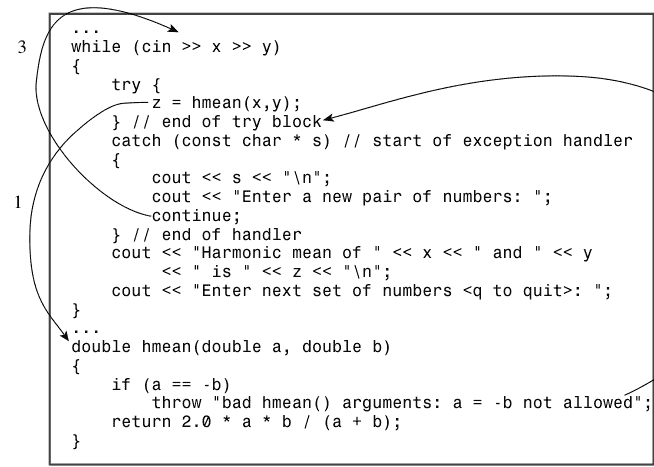 ...
3
while (cin >> x >> y)
{
try {
z = hmean(x,y);
} // end of try block
catch (const char * s) // start of exception handler
{
cout << s << "\n";
cout << "Enter a new pair of numbers: ";
1
continue;
} // end of handler
cout << "Harmonic mean of " << x << " and " << y
<< " is " << z << "\n";
cout << "Enter next set of numbers <q to quit>: ";
}
...
double hmean(double a, double b)
{
if (a == -b)
throw "bad hmean() arguments: a = -b not allowed";
return 2.0 * a * b / (a + b);
}